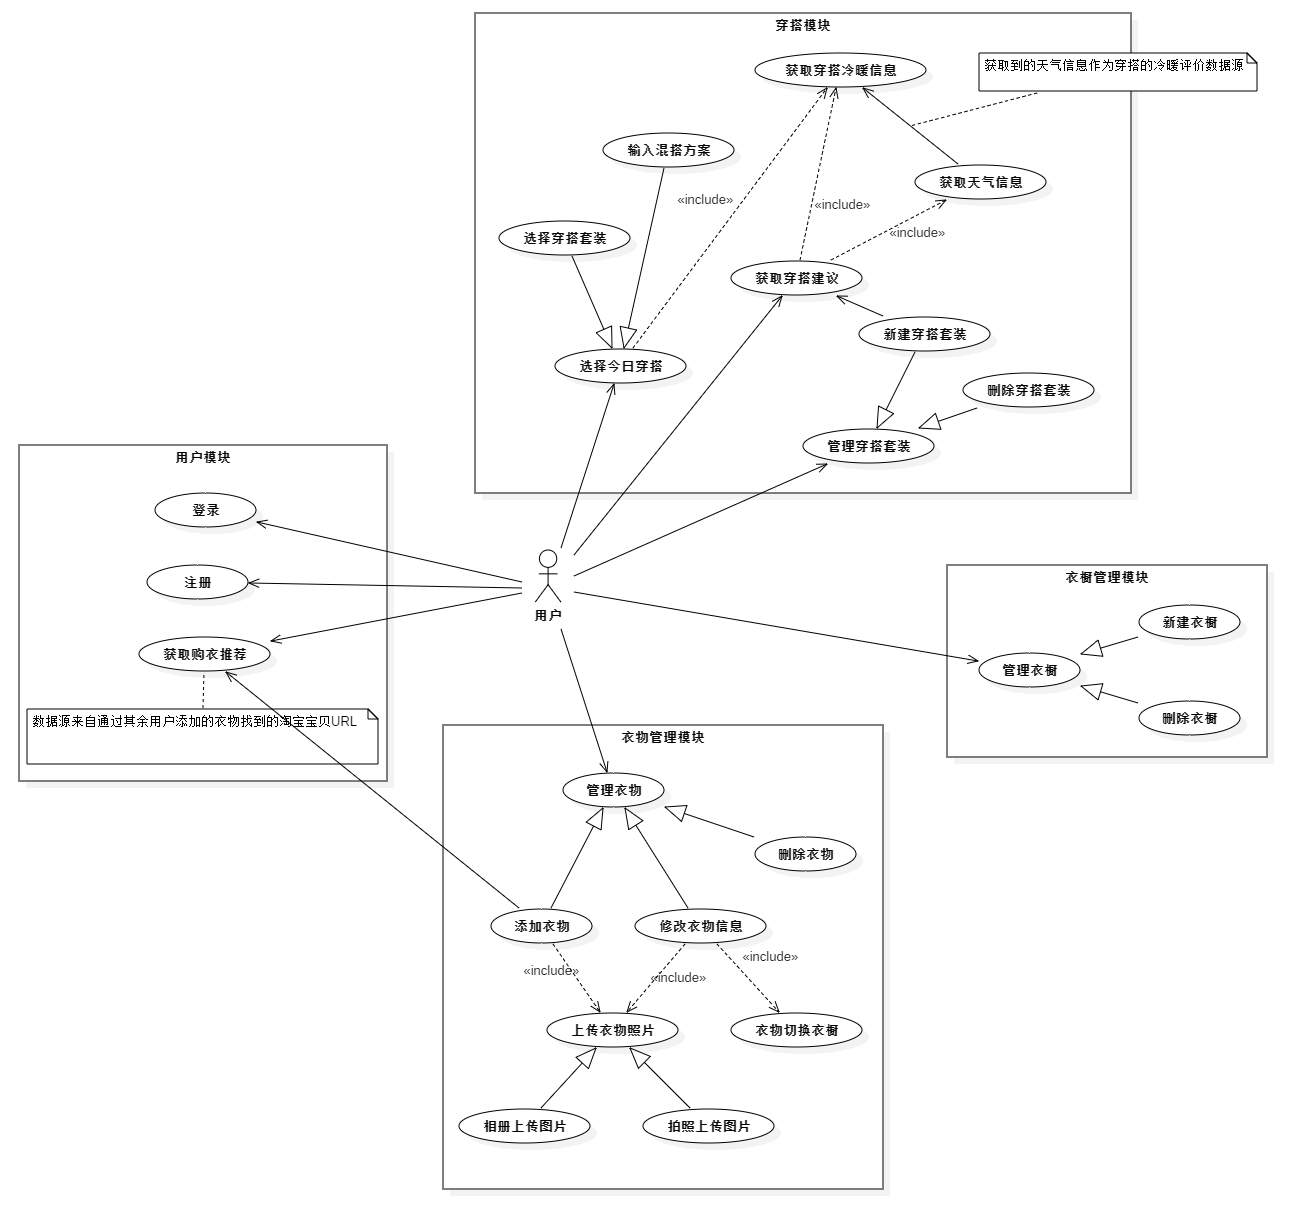 穿搭模块
获取穿搭冷暖信息
获取到的天气信息作为穿搭的冷暖评价数据源
输入混搭方案
获取天气信息
«include»
«include»
«include»
选择穿搭套装
获取穿搭建议
新建穿搭套装
选择今日穿搭
删除穿搭套装
管理穿搭套装
用户模块
登录
注册
获取购衣推荐
数据源来自通过其余用户添加的衣物找到的淘宝宝贝URL
用户
衣橱管理模块
新建衣橱
管理衣橱
删除衣橱
衣物管理模块
管理衣物
删除衣物
添加衣物
修改衣物信息
«include»
«include»
«include»
上传衣物照片
衣物切换衣橱
相册上传图片
拍照上传图片